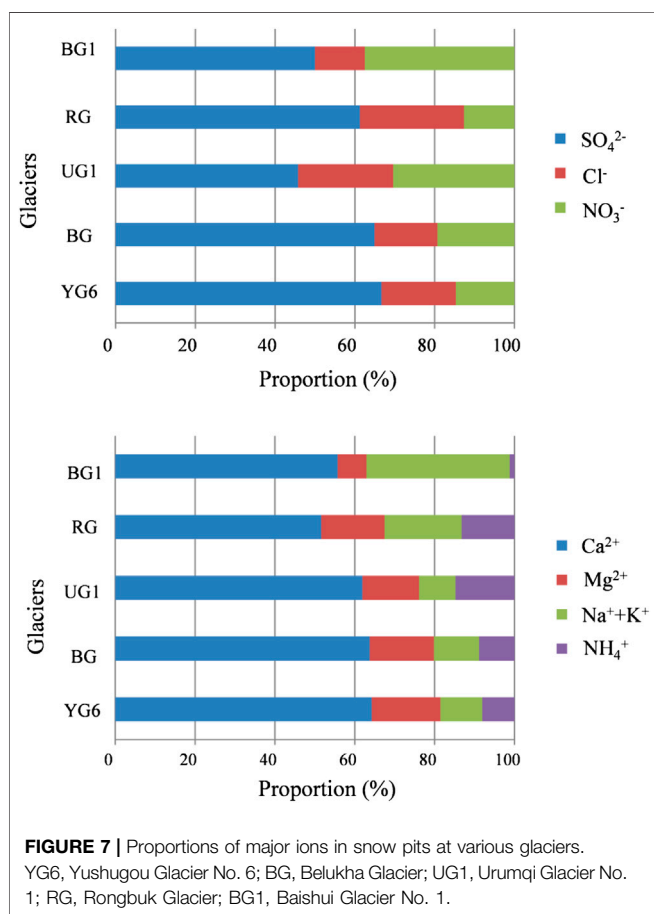 BG1
RG
UG1
BG
YG6
Glaciers
0 20 40 60 80 100
Proportion (%)
SO₄²⁻
Cl⁻
NO₃⁻
BG1
RG
UG1
BG
YG6
Glaciers
0 20 40 60 80 100
Proportion (%)
Ca²⁺
Mg²⁺
Na⁺+K⁺
NH₄⁺
FIGURE 7 | Proportions of major ions in snow pits at various glaciers.
YG6, Yushugou Glacier No. 6; BG, Belukha Glacier; UG1, Urumqi Glacier No.
1; RG, Rongbuk Glacier; BG1, Baishui Glacier No. 1.